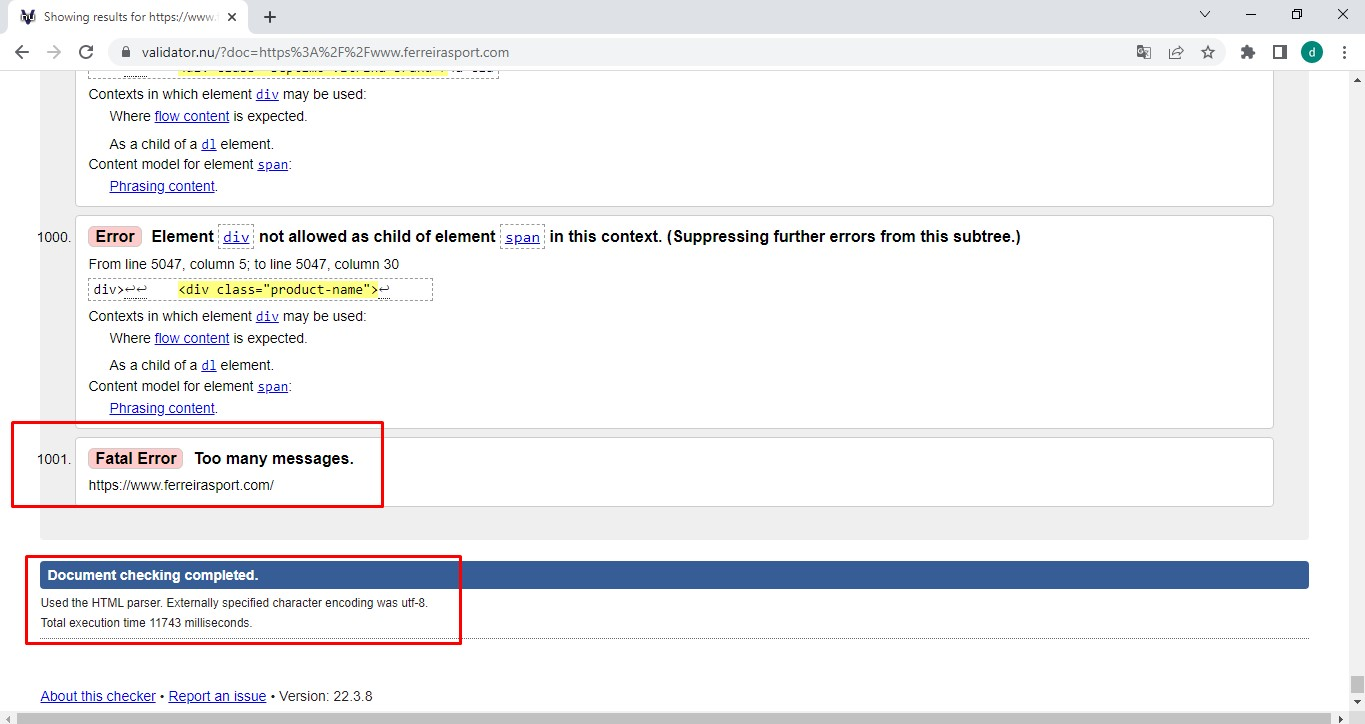 Showing results for https://www.
validator.nu/?doc=https%3A%2F%2Fwww.ferreirasport.com
d
Contexts in which element div may be used:
Where flow content is expected.
As a child of a dl element.
Content model for element span:
Phrasing content.
1000. Error Element div not allowed as child of element span in this context. (Suppressing further errors from this subtree.)
From line 5047, column 5; to line 5047, column 30
div>↩↩ <div class="product-name">↩
Contexts in which element div may be used:
Where flow content is expected.
As a child of a dl element.
Content model for element span:
Phrasing content.
1001. Fatal Error Too many messages.
https://www.ferreirasport.com/
Document checking completed.
Used the HTML parser. Externally specified character encoding was utf-8.
Total execution time 11743 milliseconds.
About this checker • Report an issue • Version: 22.3.8